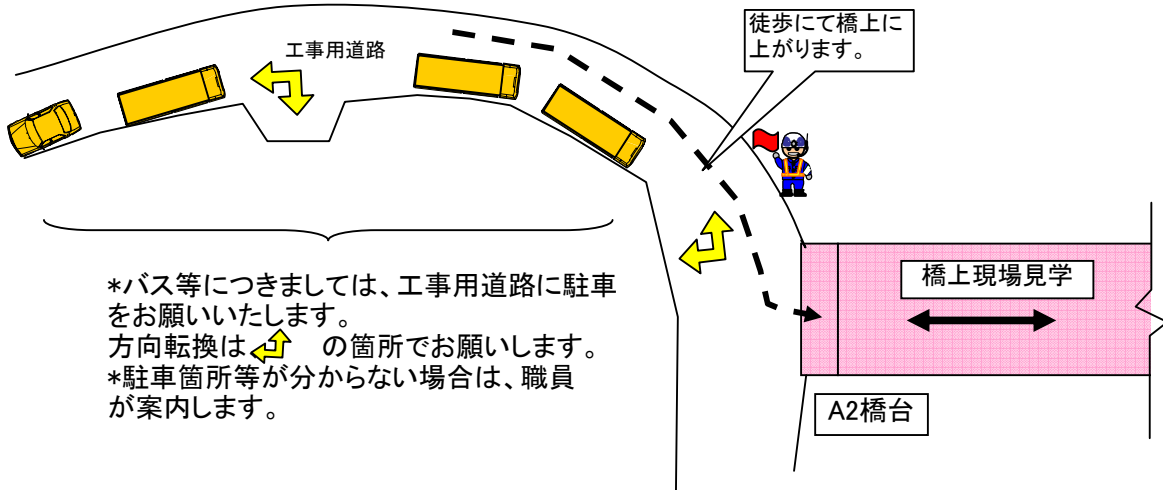 工事用道路
徒歩にて橋上に
上がります。
*バス等につきましては、工事用道路に駐車
をお願いいたします。
方向転換は の箇所でお願いします。
*駐車箇所等が分からない場合は、職員
が案内します。
橋上現場見学
A2橋台